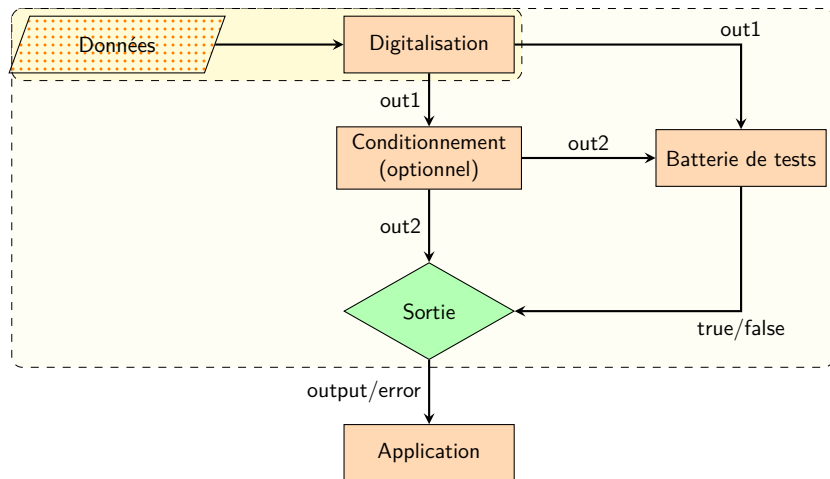 Données
Digitalisation
out1
out1
Conditionnement
(optionnel)
out2
Batterie de tests
out2
Sortie
true/false
output/error
Application